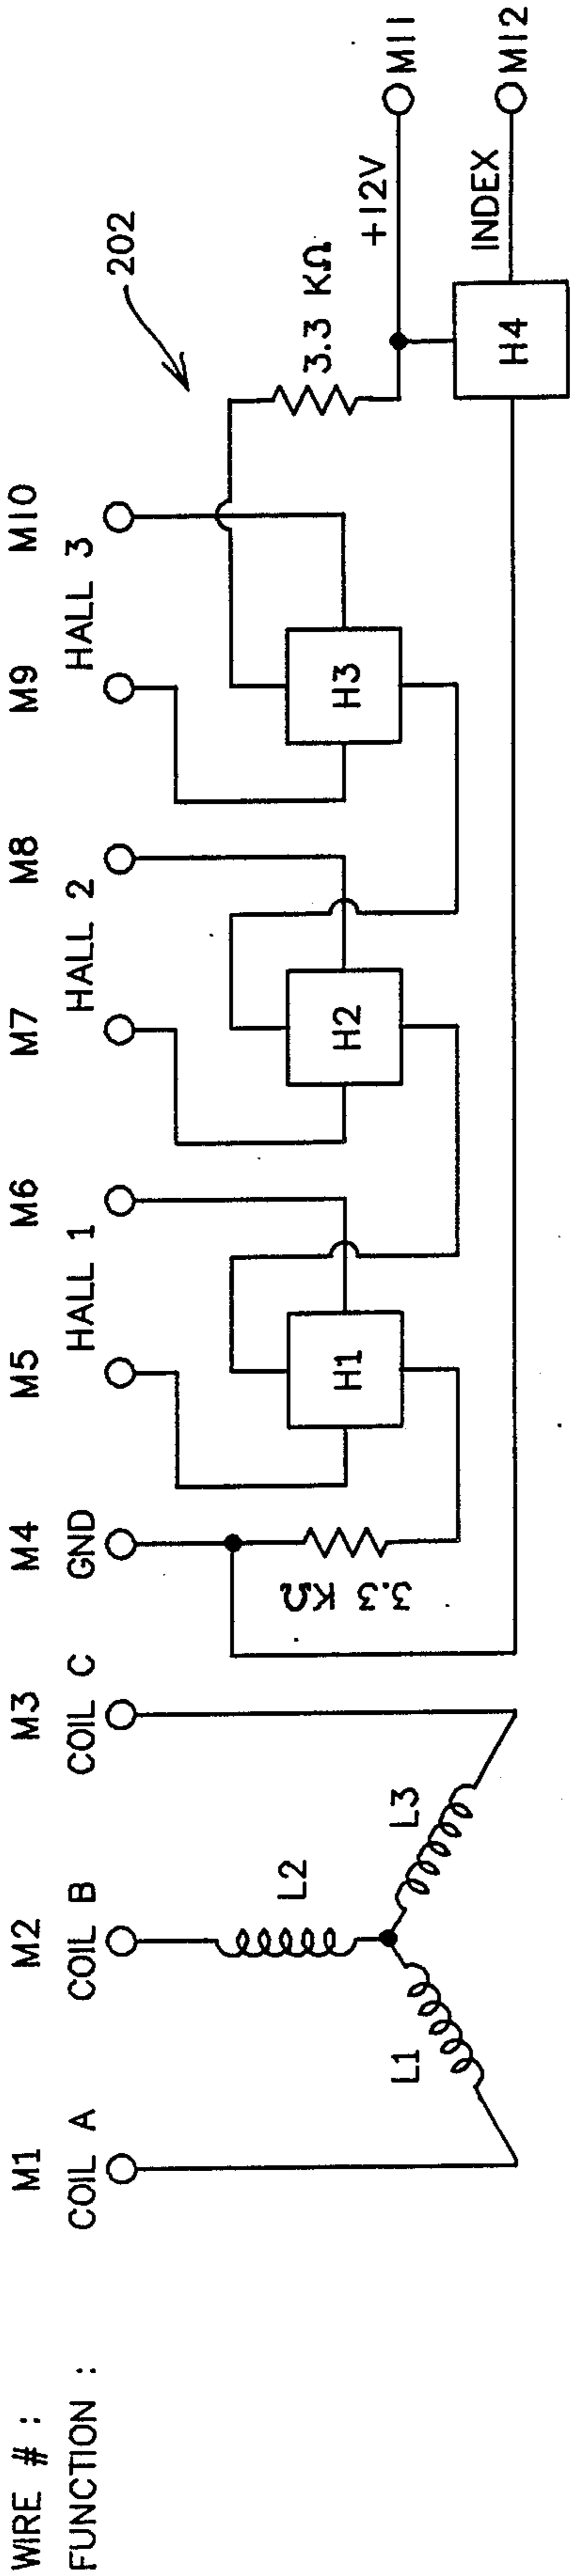 WIRE # : M1 M2 M3 M4 M5 M6 M7 M8 M9 M10
FUNCTION : COIL A COIL B COIL C GND HALL 1 HALL 2 HALL 3
202
3.3 KΩ
+12V
M11
INDEX
M12
L2
3.3 KΩ
H1
H2
H3
L1
L3
H4